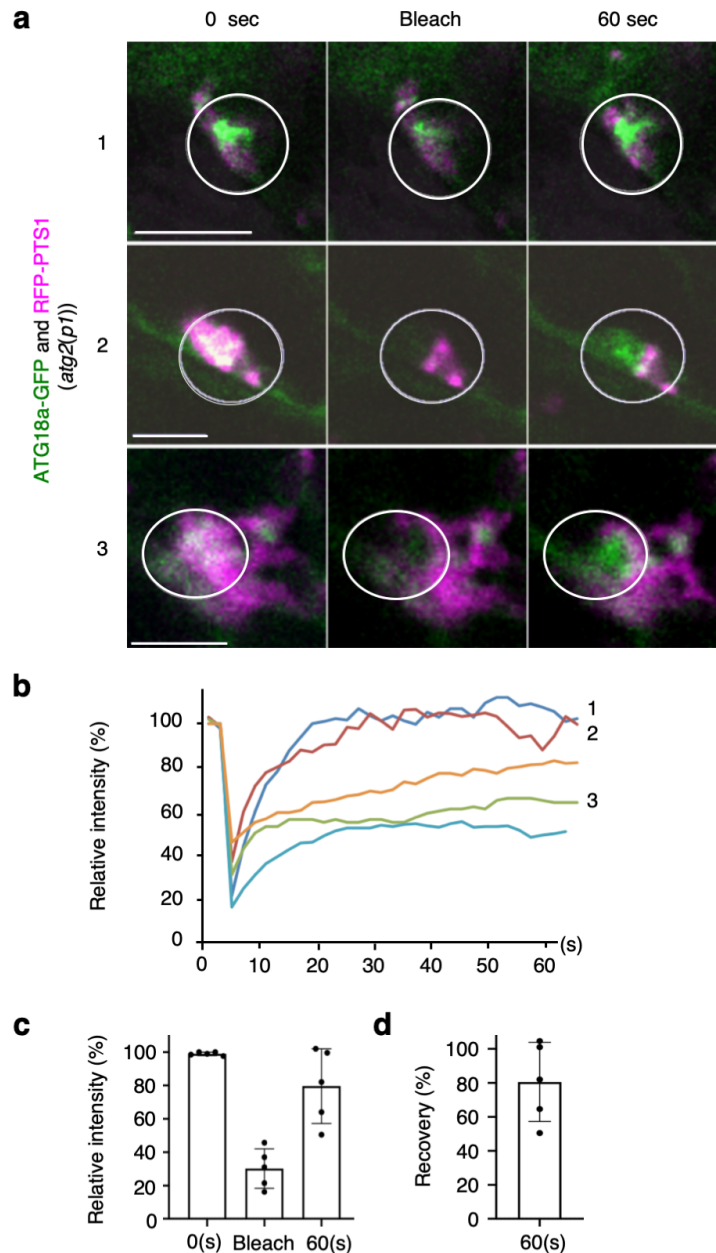 a
0 sec
Bleach
60 sec
ATG18a-GFP and RFP-PTS1
(atg2(p1))
1
2
3
b
Relative intensity (%)
100
80
60
40
20
0
0
10
20
30
40
50
60
(s)
1
2
3
c
Relative intensity (%)
100
80
60
40
20
0
0(s)
Bleach
60(s)
d
Recovery (%)
100
80
60
40
20
0
60(s)